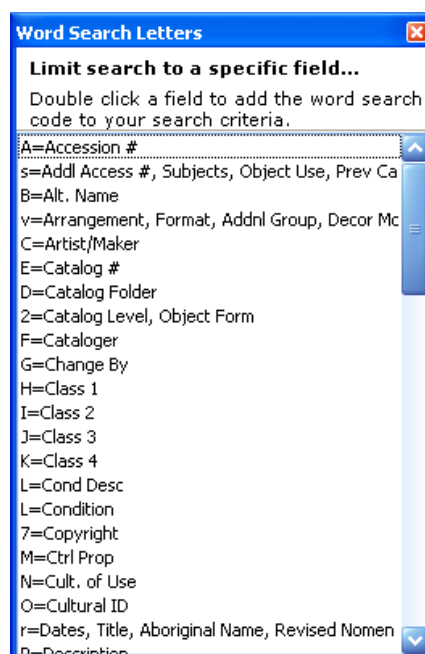 Word Search Letters
Limit search to a specific field...
Double click a field to add the word search
code to your search criteria.
A=Accession #
s=Addl Access #, Subjects, Object Use, Prev Ca
B=Alt. Name
v=Arrangement, Format, Addnl Group, Decor Mc
C=Artist/Maker
E=Catalog #
D=Catalog Folder
2=Catalog Level, Object Form
F=Cataloger
G=Change By
H=Class 1
I=Class 2
J=Class 3
K=Class 4
L=Cond Desc
L=Condition
7=Copyright
M=Ctrl Prop
N=Cult. of Use
O=Cultural ID
r=Dates, Title, Aboriginal Name, Revised Nomen
P=Description